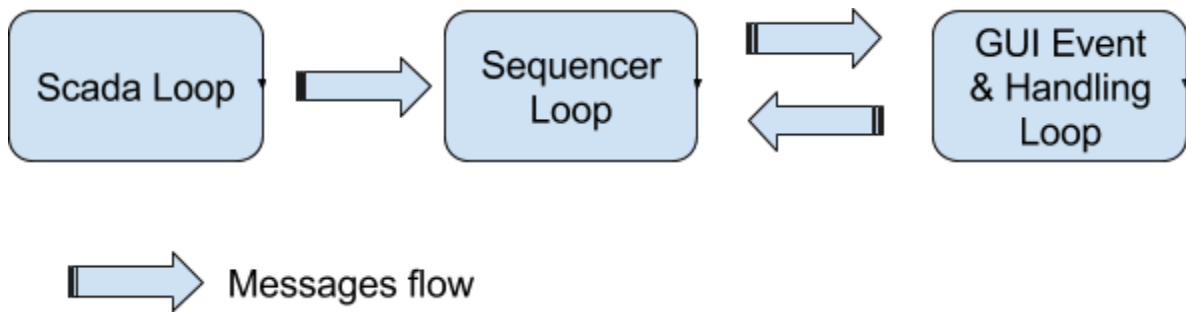 Scada Loop
Sequencer
Loop
GUI Event
& Handling
Loop
Messages flow